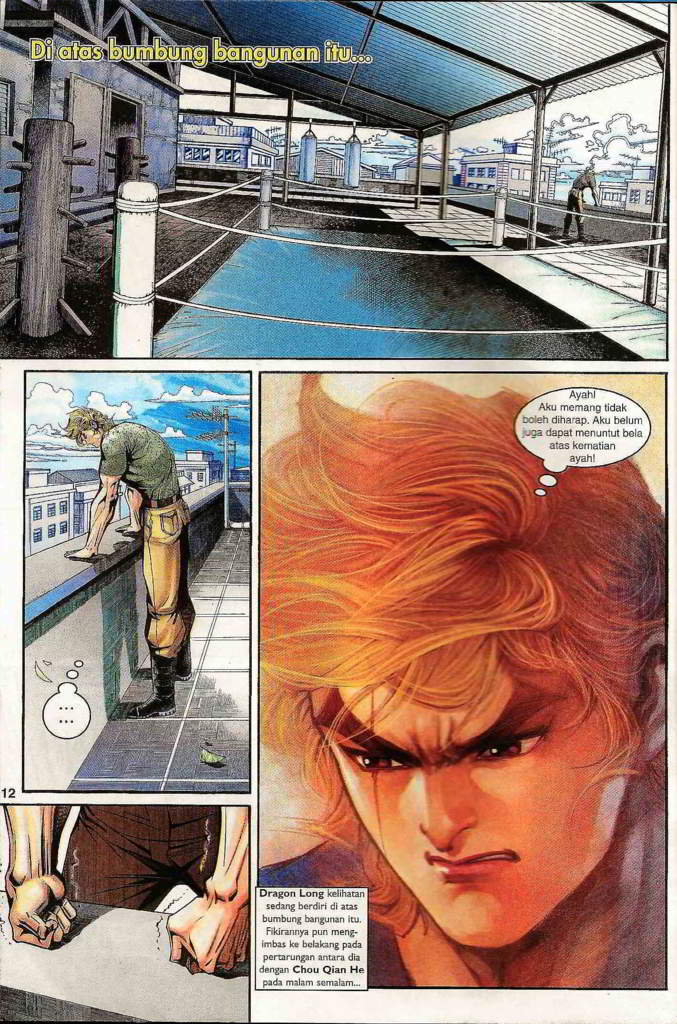 Di atas bumbung bangunan itu...
Ayah!
Aku memang tidak
boleh diharap. Aku belum
juga dapat menuntut bela
atas kematian
ayah!
...
...
12
Dragon Long kelihatan
sedang berdiri di atas
bumbung bangunan itu.
Fikirannya pun meng-
imbas ke belakang pada
pertarungan antara dia
dengan Chou Qian He
pada malam semalam...